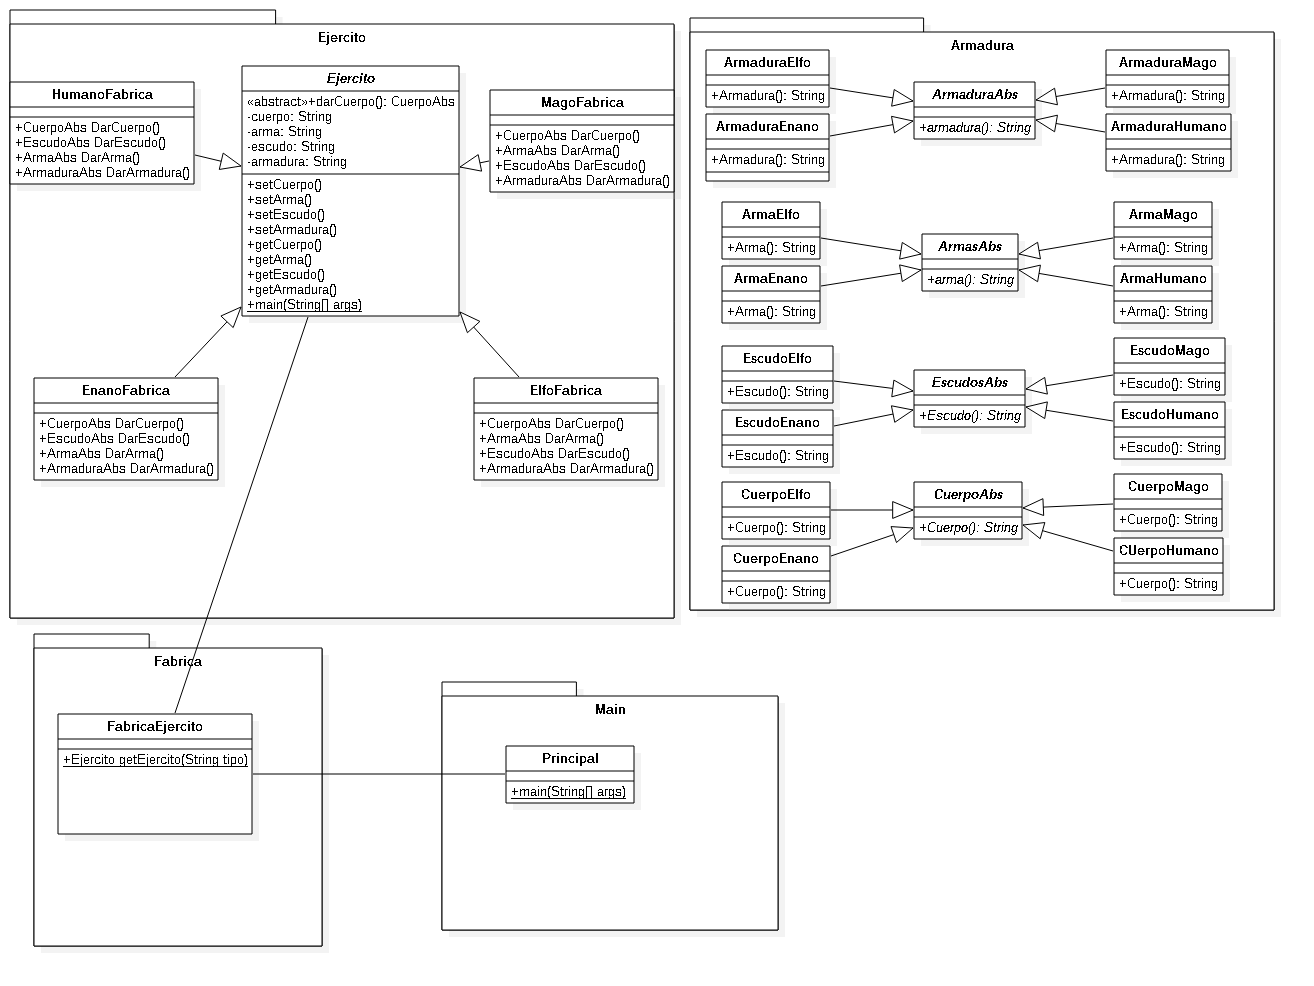 Ejercito
HumanoFabrica
+CuerpoAbs DarCuerpo()
+EscudoAbs DarEscudo()
+ArmaAbs DarArma()
+ArmaduraAbs DarArmadura()
Ejercito
«abstract»+darCuerpo(): CuerpoAbs
-cuerpo: String
-arma: String
-escudo: String
-armadura: String
+setCuerpo()
+setArma()
+setEscudo()
+setArmadura()
+getCuerpo()
+getArma()
+getEscudo()
+getArmadura()
+main(String[] args)
MagoFabrica
+CuerpoAbs DarCuerpo()
+ArmaAbs DarArma()
+EscudoAbs DarEscudo()
+ArmaduraAbs DarArmadura()
EnanoFabrica
+CuerpoAbs DarCuerpo()
+EscudoAbs DarEscudo()
+ArmaAbs DarArma()
+ArmaduraAbs DarArmadura()
ElfoFabrica
+CuerpoAbs DarCuerpo()
+ArmaAbs DarArma()
+EscudoAbs DarEscudo()
+ArmaduraAbs DarArmadura()
Armadura
ArmaduraElfo
+Armadura(): String
ArmaduraEnano
+Armadura(): String
ArmaduraAbs
+armadura(): String
ArmaduraMago
+Armadura(): String
ArmaduraHumano
+Armadura(): String
ArmaElfo
+Arma(): String
ArmaEnano
+Arma(): String
ArmasAbs
+arma(): String
ArmaMago
+Arma(): String
ArmaHumano
+Arma(): String
EscudoElfo
+Escudo(): String
EscudoEnano
+Escudo(): String
EscudosAbs
+Escudo(): String
EscudoMago
+Escudo(): String
EscudoHumano
+Escudo(): String
CuerpoElfo
+Cuerpo(): String
CuerpoEnano
+Cuerpo(): String
CuerpoAbs
+Cuerpo(): String
CuerpoMago
+Cuerpo(): String
CUerpoHumano
+Cuerpo(): String
Fabrica
FabricaEjercito
+Ejercito getEjercito(String tipo)
Main
Principal
+main(String[] args)